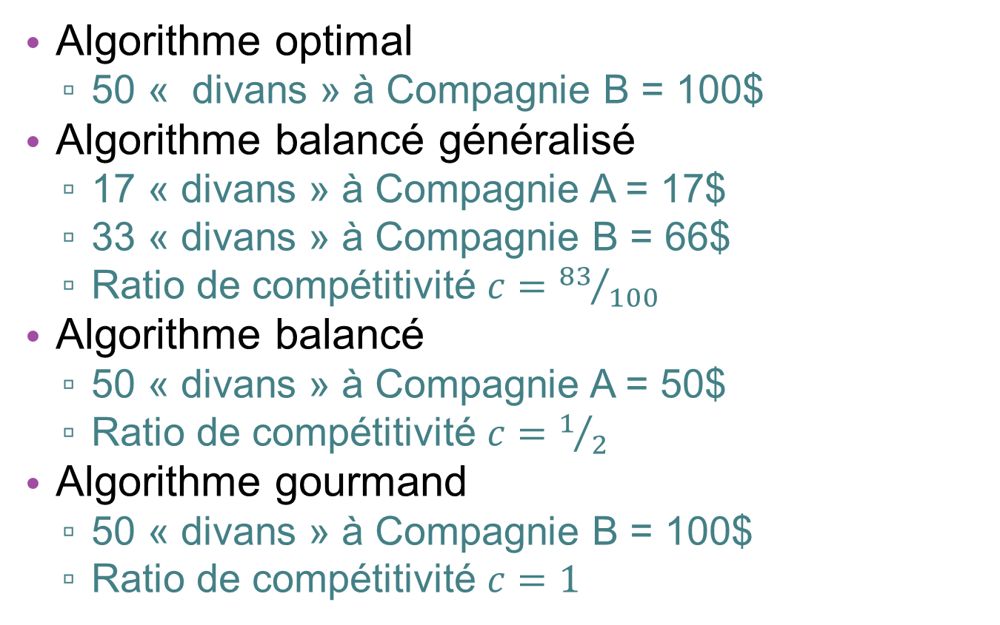 • Algorithme optimal
▫ 50 «  divans » à Compagnie B = 100$
• Algorithme balancé généralisé
▫ 17 « divans » à Compagnie A = 17$
▫ 33 « divans » à Compagnie B = 66$
▫ Ratio de compétitivité c = 83/100
• Algorithme balancé
▫ 50 « divans » à Compagnie A = 50$
▫ Ratio de compétitivité c = 1/2
• Algorithme gourmand
▫ 50 « divans » à Compagnie B = 100$
▫ Ratio de compétitivité c = 1